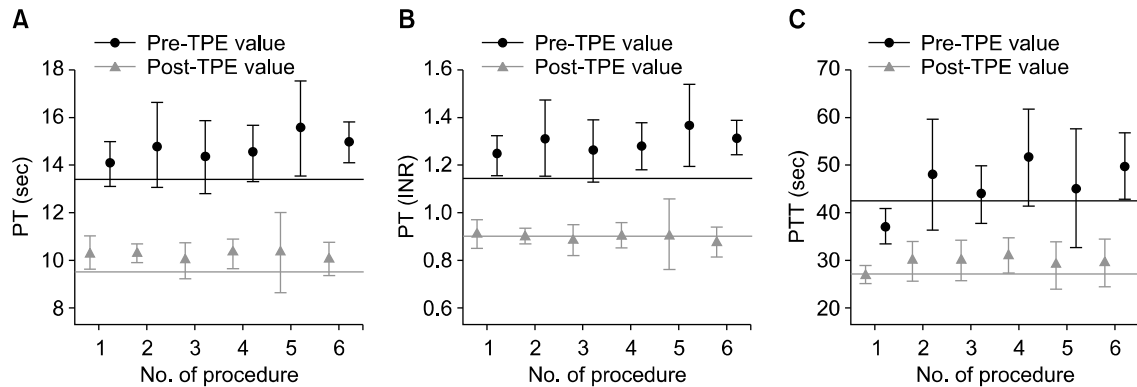 A
Pre-TPE value
Post-TPE value
18
16
14
12
10
8
PT (sec)
1
2
3
4
5
6
No. of procedure
B
Pre-TPE value
Post-TPE value
1.6
1.4
1.2
1.0
0.8
0.6
PT (INR)
1
2
3
4
5
6
No. of procedure
C
Pre-TPE value
Post-TPE value
70
60
50
40
30
20
PTT (sec)
1
2
3
4
5
6
No. of procedure